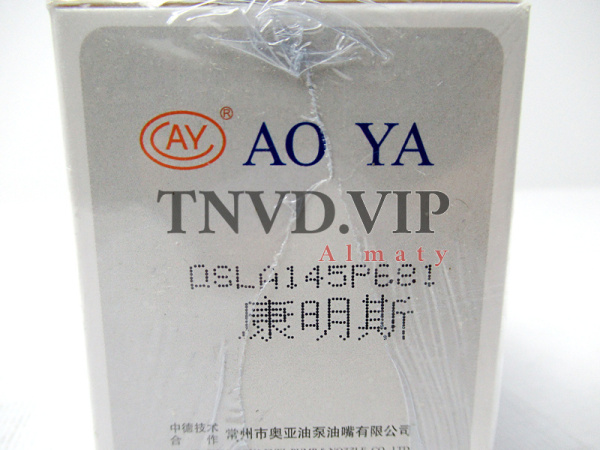 CAY® AO YA
TNVD.VIP
Almaty
DSLA145P681
康明斯
中德技术
合 作 常州市奥亚油泵油嘴有限公司